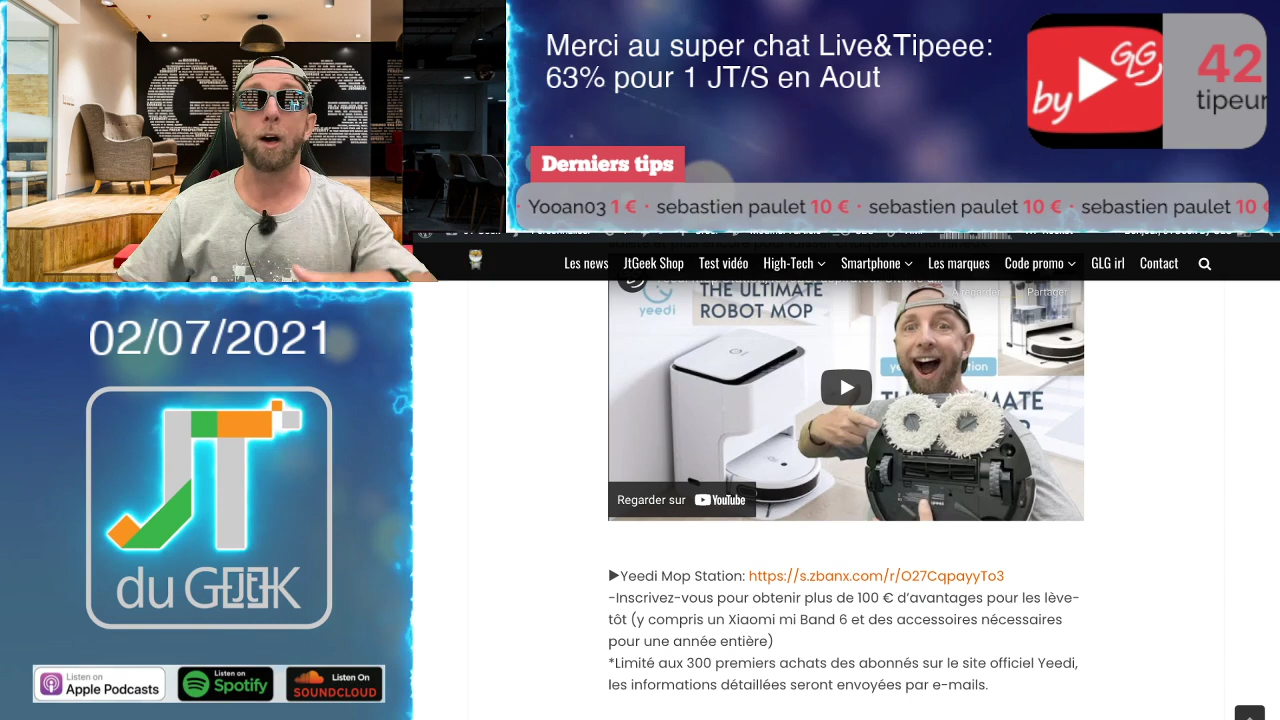 Merci au super chat Live&Tipeee:
63% pour 1 JT/S en Aout
by GLG
42
tipeur
Derniers tips
Yooan03 1 € · sebastien paulet 10 € · sebastien paulet 10 € · sebastien paulet 10 €
Les news JtGeek Shop Test vidéo High-Tech Smartphone Les marques Code promo GLG irl Contact
02/07/2021
JT
du GEEK
Listen on
Apple Podcasts
Listen on
Spotify
Listen On
SOUNDCLOUD
A regarder Partager
yeedi
THE ULTIMATE
ROBOT MOP
Regarder sur YouTube
▶Yeedi Mop Station: https://s.zbanx.com/r/O27CqpayyTo3
-Inscrivez-vous pour obtenir plus de 100 € d’avantages pour les lève-
tôt (y compris un Xiaomi mi Band 6 et des accessoires nécessaires
pour une année entière)
*Limité aux 300 premiers achats des abonnés sur le site officiel Yeedi,
les informations détaillées seront envoyées par e-mails.